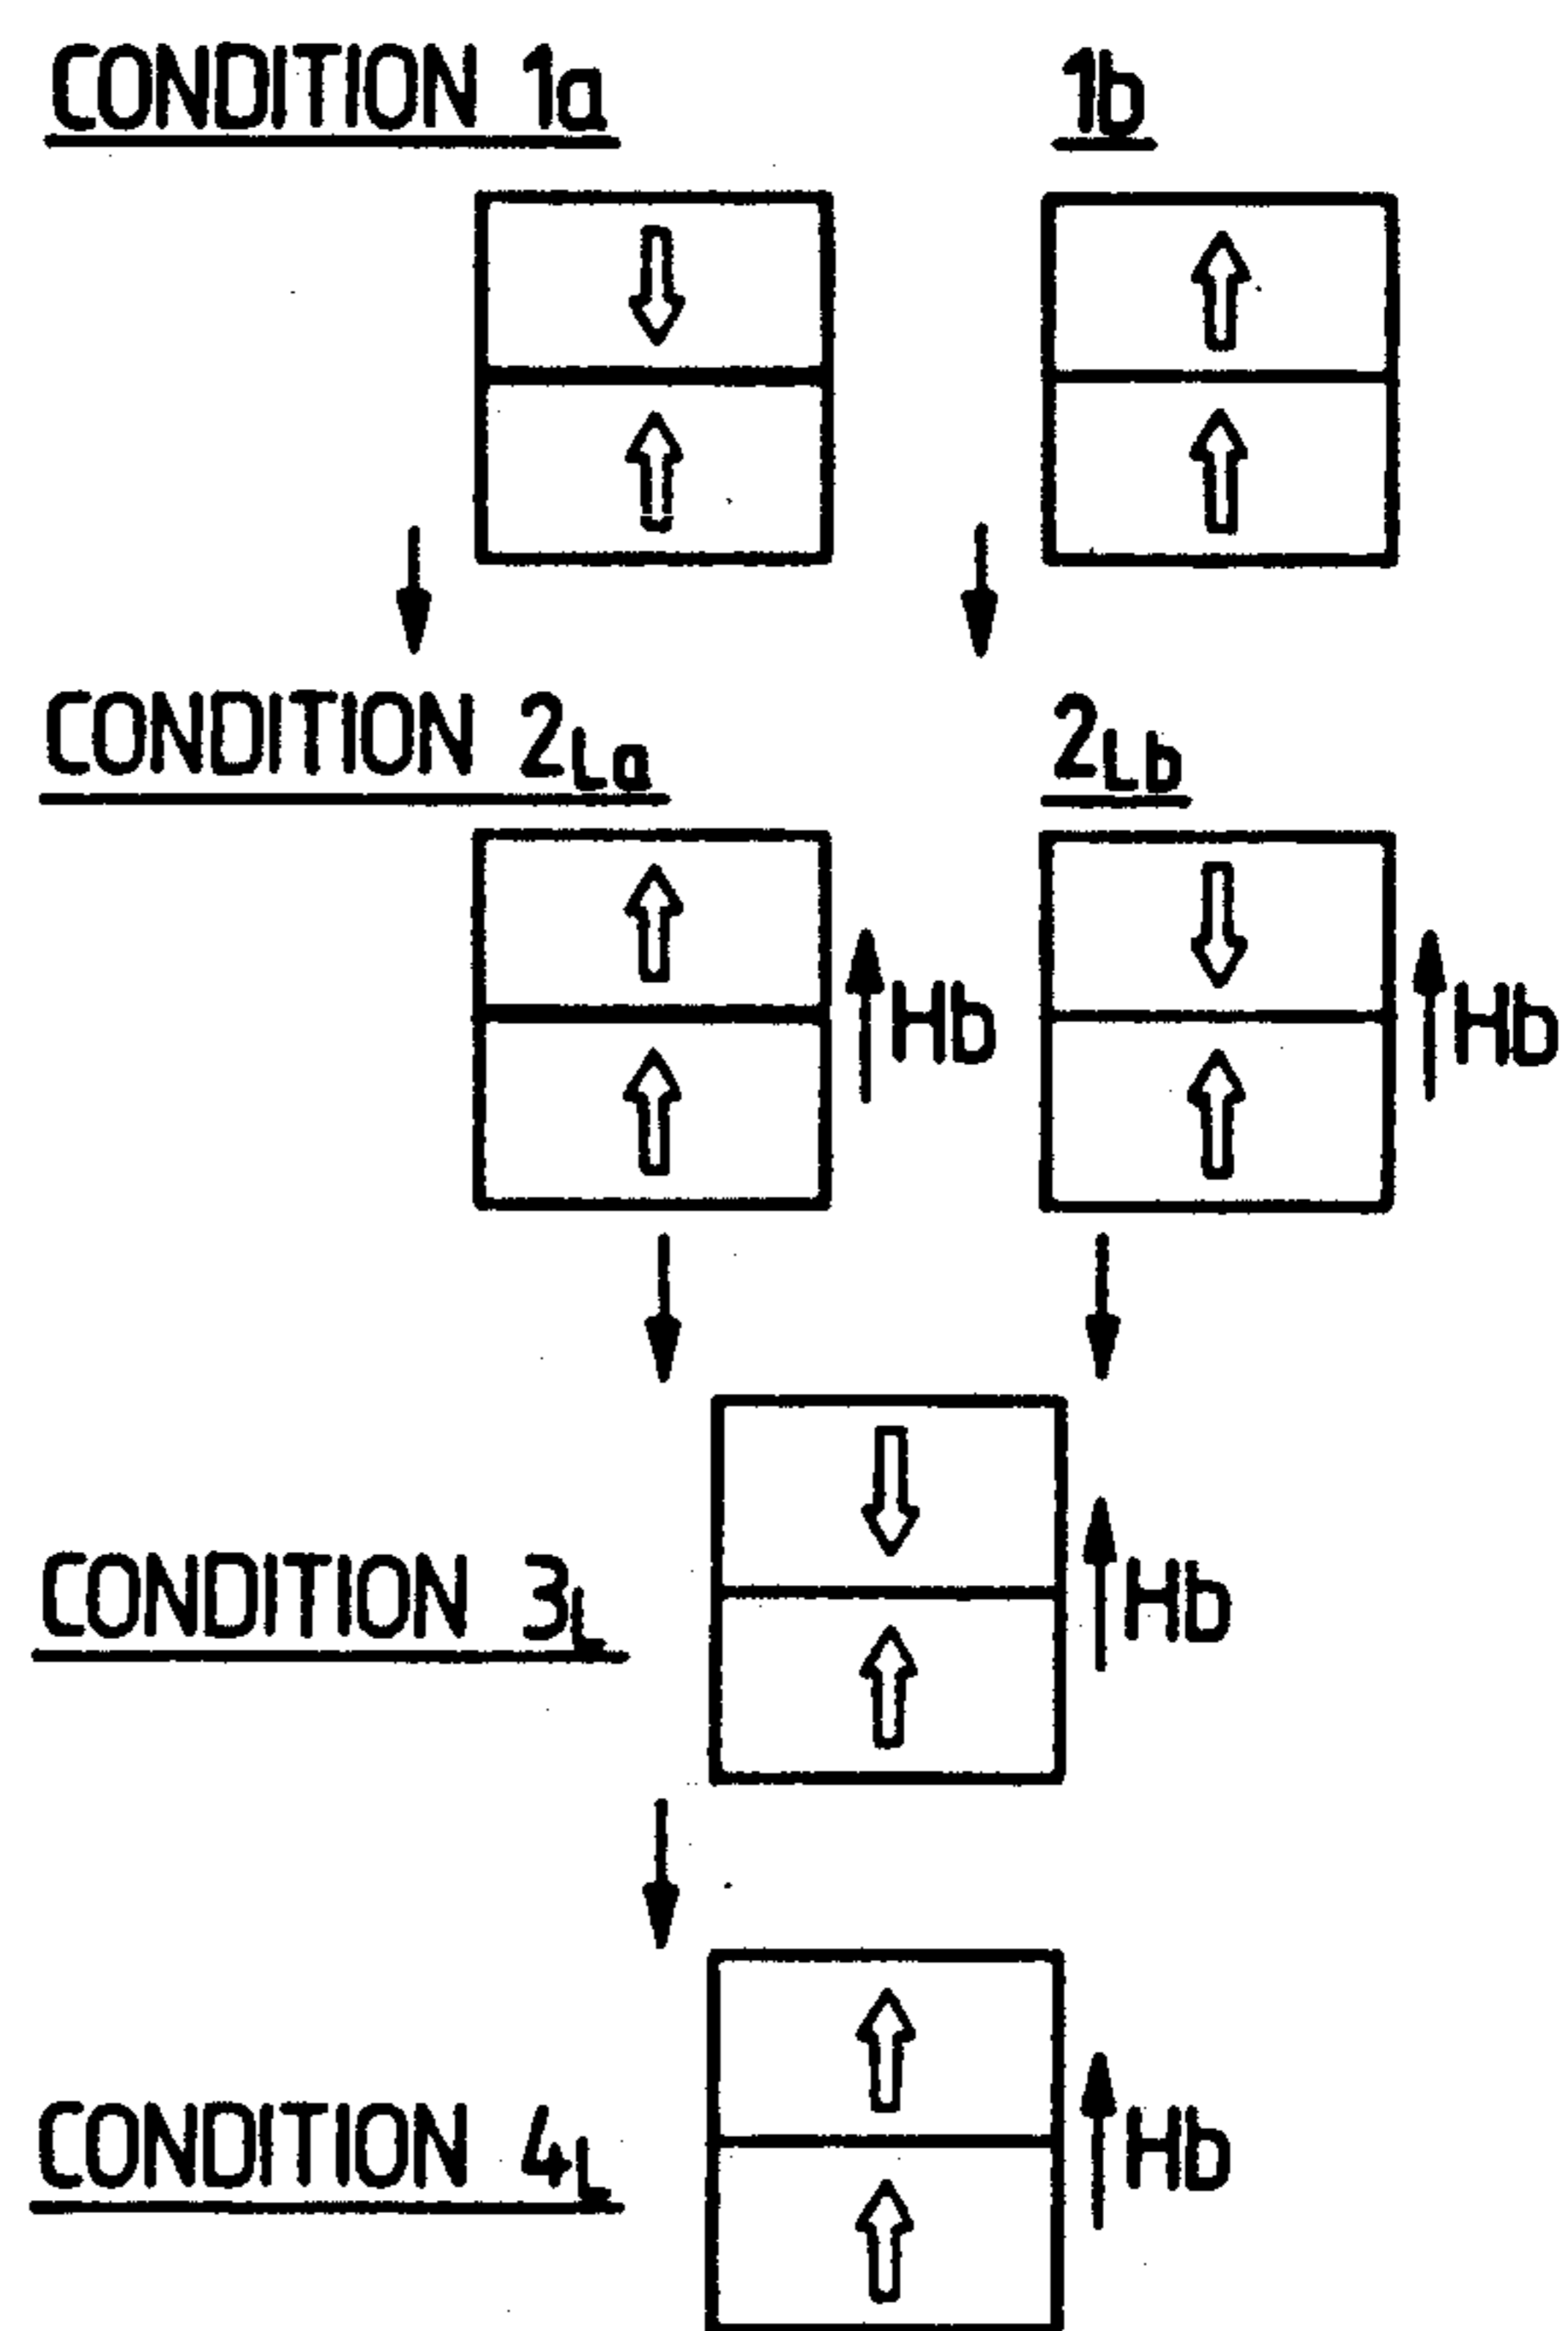 CONDITION 1a 1b
CONDITION 2La 2Lb
Hb Hb
CONDITION 3L Hb
CONDITION 4L Hb